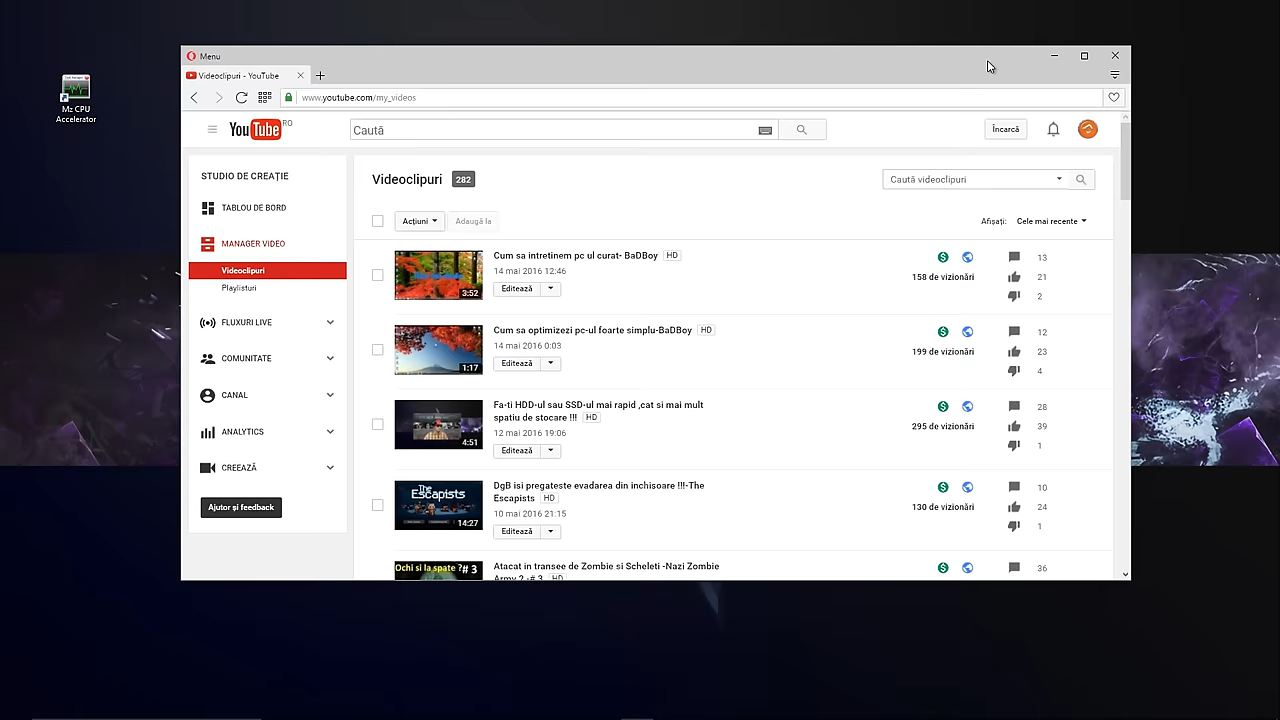 Menu
Videoclipuri - YouTube
www.youtube.com/my_videos
Mz CPU
Accelerator
YouTube RO
Caută
Încarcă
STUDIO DE CREAȚIE
TABLOU DE BORD
MANAGER VIDEO
Videoclipuri
Playlisturi
FLUXURI LIVE
COMUNITATE
CANAL
ANALYTICS
CREEAZĂ
Ajutor și feedback
Videoclipuri 282
Caută videoclipuri
Acțiuni
Adaugă la
Afișați: Cele mai recente
3:52
Cum sa intretinem pc ul curat- BaDBoy HD
14 mai 2016 12:46
Editează
158 de vizionări
13
21
2
1:17
Cum sa optimizezi pc-ul foarte simplu-BaDBoy HD
14 mai 2016 0:03
Editează
199 de vizionări
12
23
4
4:51
Fa-ti HDD-ul sau SSD-ul mai rapid ,cat si mai mult
spatiu de stocare !!! HD
12 mai 2016 19:06
Editează
295 de vizionări
28
39
1
The
Escapists
14:27
DgB isi pregateste evadarea din inchisoare !!!-The
Escapists HD
10 mai 2016 21:15
Editează
130 de vizionări
10
24
1
Ochi si la spate ?# 3
Atacat in transee de Zombie si Scheleti -Nazi Zombie
Army 2 -# 3 HD
36